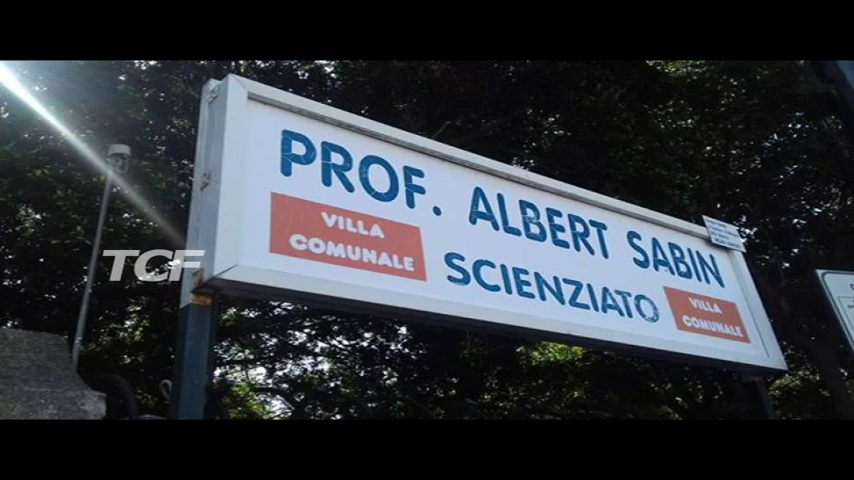 PROF. ALBERT SABIN
VILLA
COMUNALE
SCIENZIATO
VILLA
COMUNALE
TCF